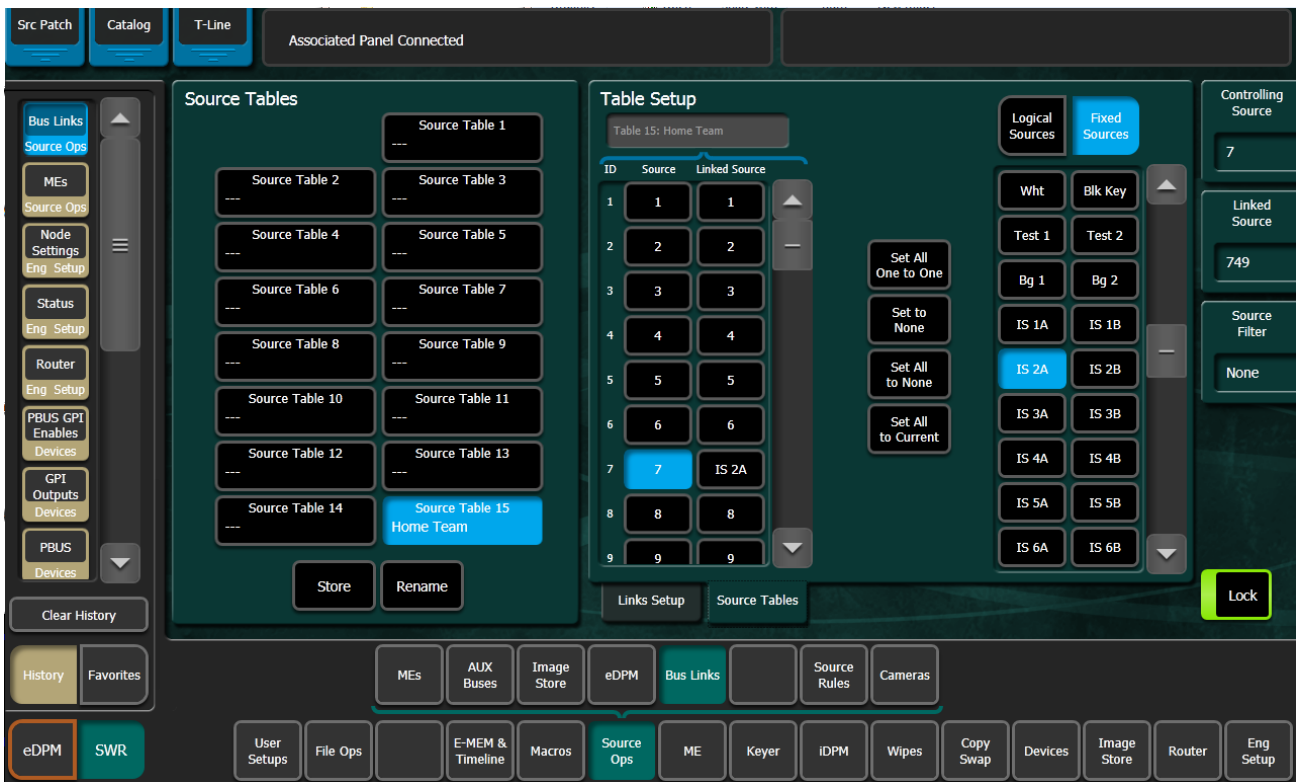 Src Patch
Catalog
T-Line
Associated Panel Connected
Bus Links
Source Ops
MEs
Source Ops
Node
Settings
Eng Setup
Status
Eng Setup
Router
Eng Setup
PBUS GPI
Enables
Devices
GPI
Outputs
Devices
PBUS
Devices
Clear History
History
Favorites
Source Tables
Source Table 1
---
Source Table 2
---
Source Table 3
---
Source Table 4
---
Source Table 5
---
Source Table 6
---
Source Table 7
---
Source Table 8
---
Source Table 9
---
Source Table 10
---
Source Table 11
---
Source Table 12
---
Source Table 13
---
Source Table 14
---
Source Table 15
Home Team
Store
Rename
Table Setup
Table 15: Home Team
ID Source Linked Source
1 1 1
2 2 2
3 3 3
4 4 4
5 5 5
6 6 6
7 7 IS 2A
8 8 8
9 9 9
Set All
One to One
Set to
None
Set All
to None
Set All
to Current
Logical
Sources
Fixed
Sources
Wht Blk Key
Test 1 Test 2
Bg 1 Bg 2
IS 1A IS 1B
IS 2A IS 2B
IS 3A IS 3B
IS 4A IS 4B
IS 5A IS 5B
IS 6A IS 6B
Links Setup
Source Tables
Controlling
Source
7
Linked
Source
749
Source
Filter
None
Lock
MEs
AUX
Buses
Image
Store
eDPM
Bus Links
Source
Rules
Cameras
eDPM
SWR
User
Setups
File Ops
E-MEM &
Timeline
Macros
Source
Ops
ME
Keyer
iDPM
Wipes
Copy
Swap
Devices
Image
Store
Router
Eng
Setup